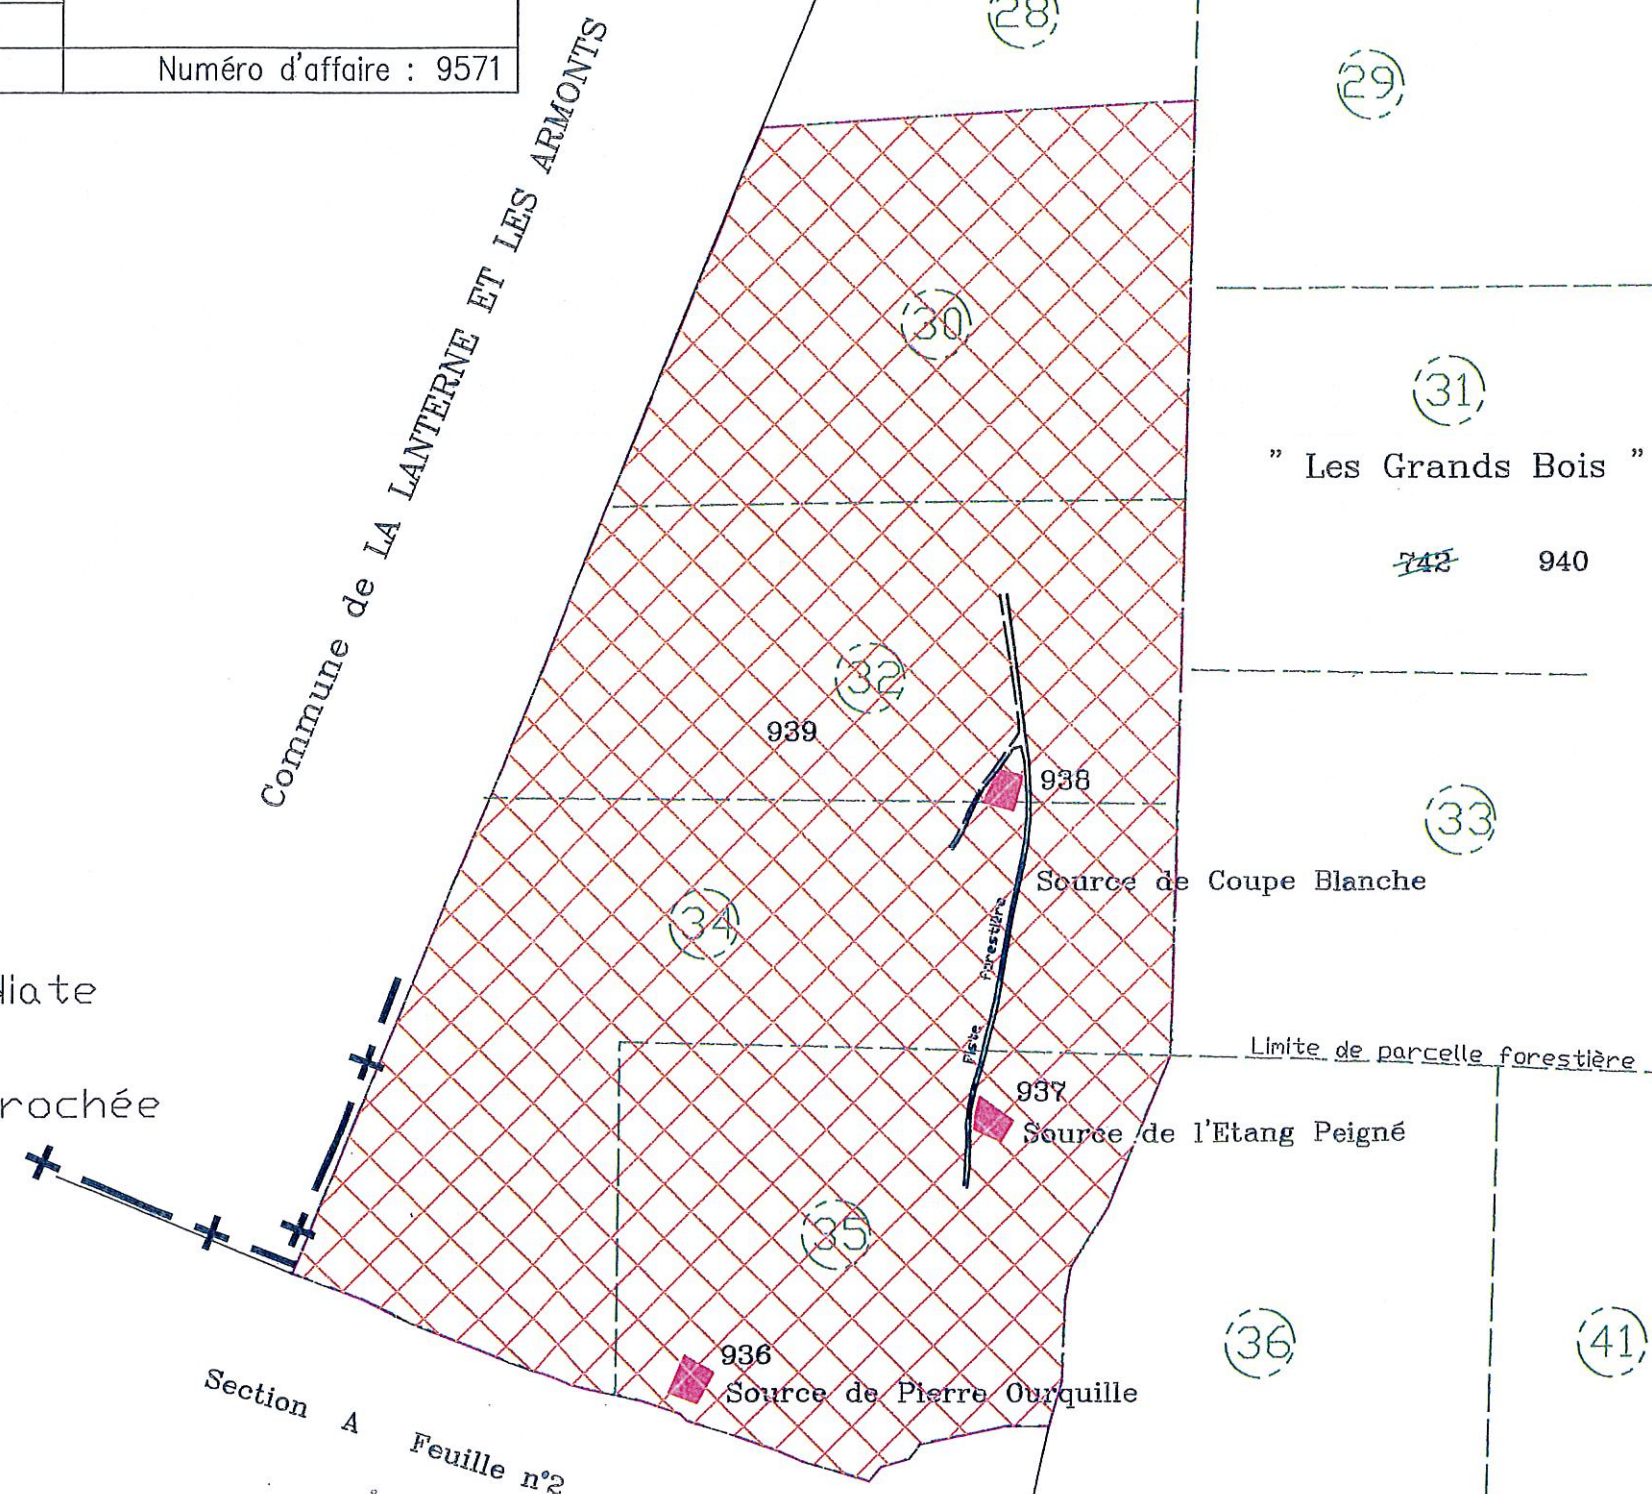 28
Numéro d'affaire : 9571
29
Commune de LA LANTERNE ET LES ARMONTS
30
31
" Les Grands Bois "
742 940
32
939
938
33
Source de Coupe Blanche
34
Piste forestière
diate
Limite de parcelle forestière
937
rochée
Source de l'Etang Peigné
35
936
36
41
Source de Pierre Ourquille
Section A Feuille n°2